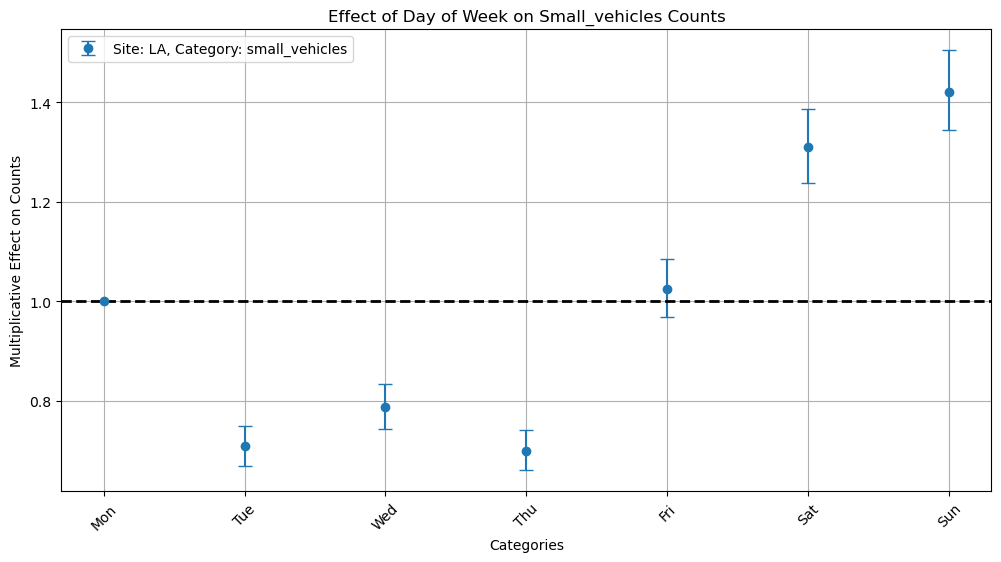 Effect of Day of Week on Small_vehicles Counts
Site: LA, Category: small_vehicles
Multiplicative Effect on Counts
1.4
1.2
1.0
0.8
Mon
Tue
Wed
Thu
Fri
Sat
Sun
Categories